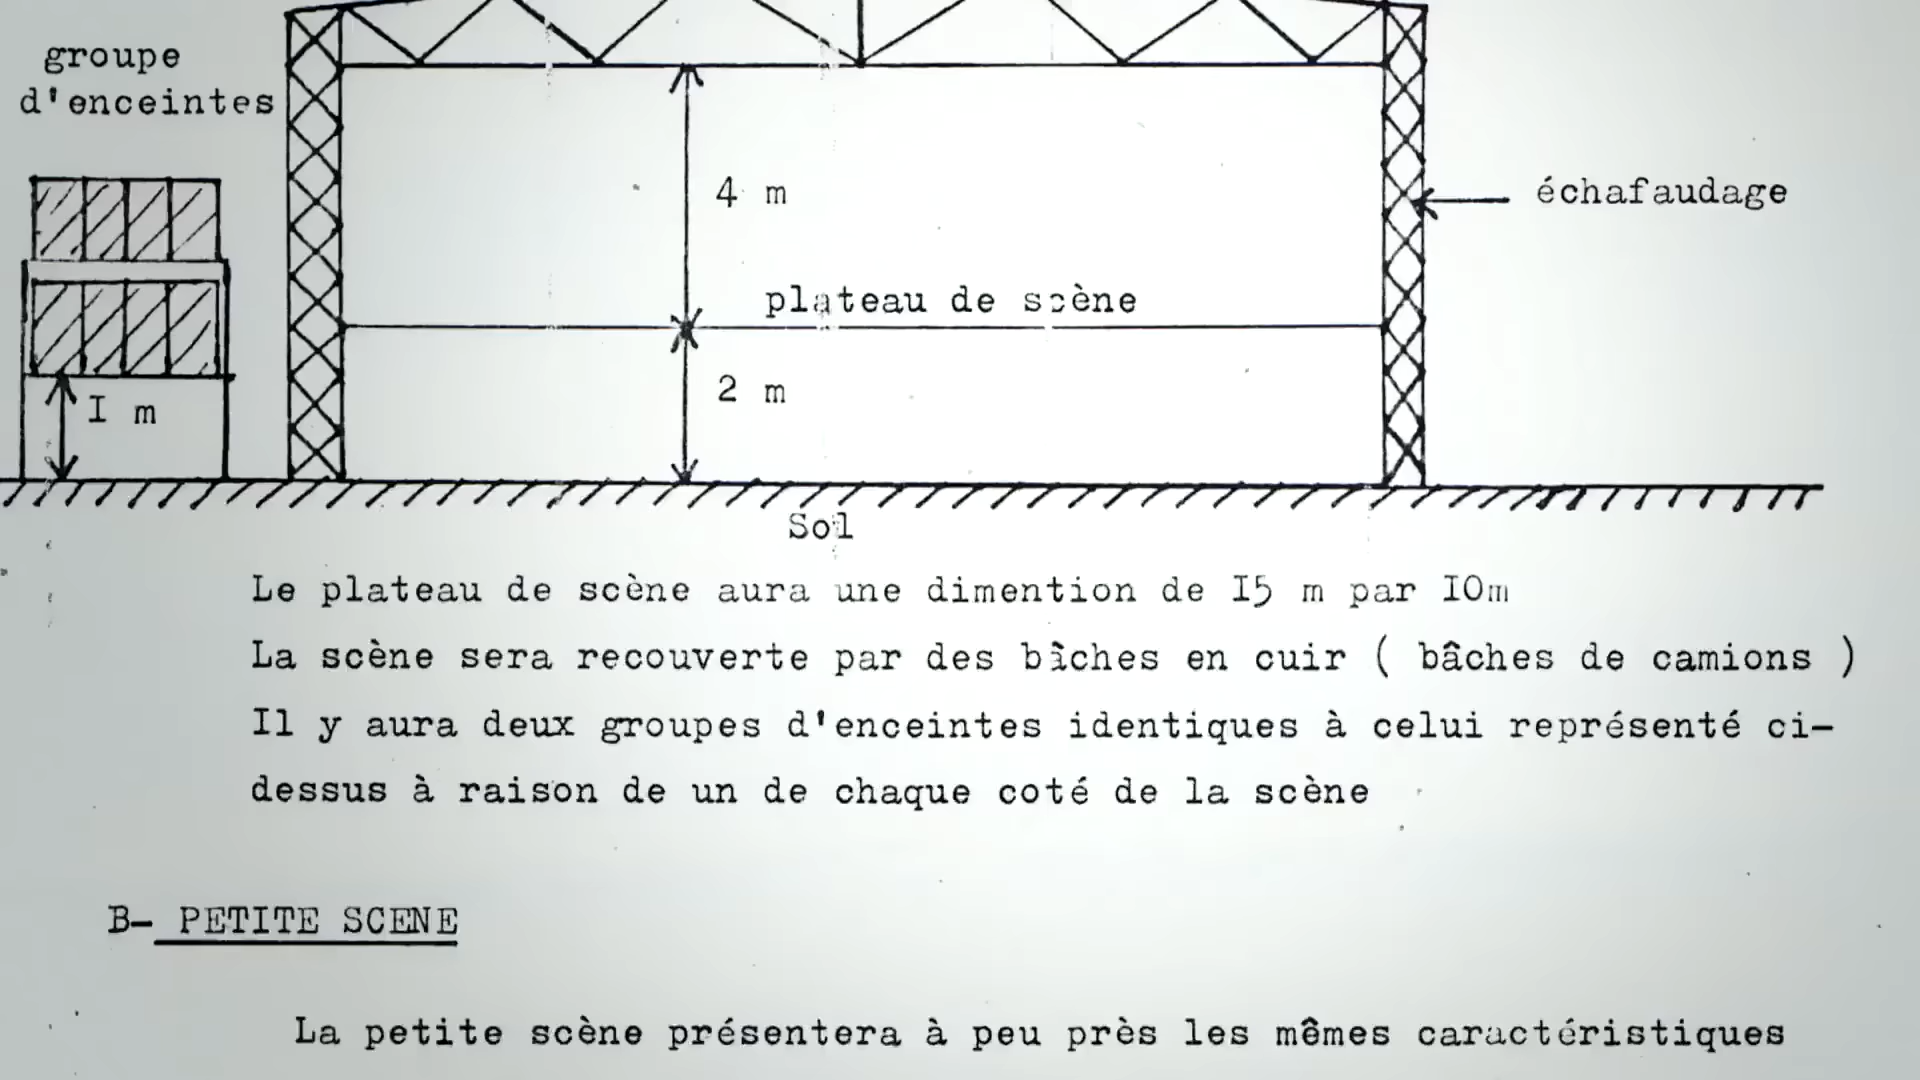 groupe
d'enceintes
4 m
échafaudage
plateau de scène
2 m
I m
Sol
Le plateau de scène aura une dimention de I5 m par IOm
La scène sera recouverte par des bâches en cuir ( bâches de camions )
Il y aura deux groupes d'enceintes identiques à celui représenté ci-
dessus à raison de un de chaque coté de la scène
B- PETITE SCENE
La petite scène présentera à peu près les mêmes caractéristiques